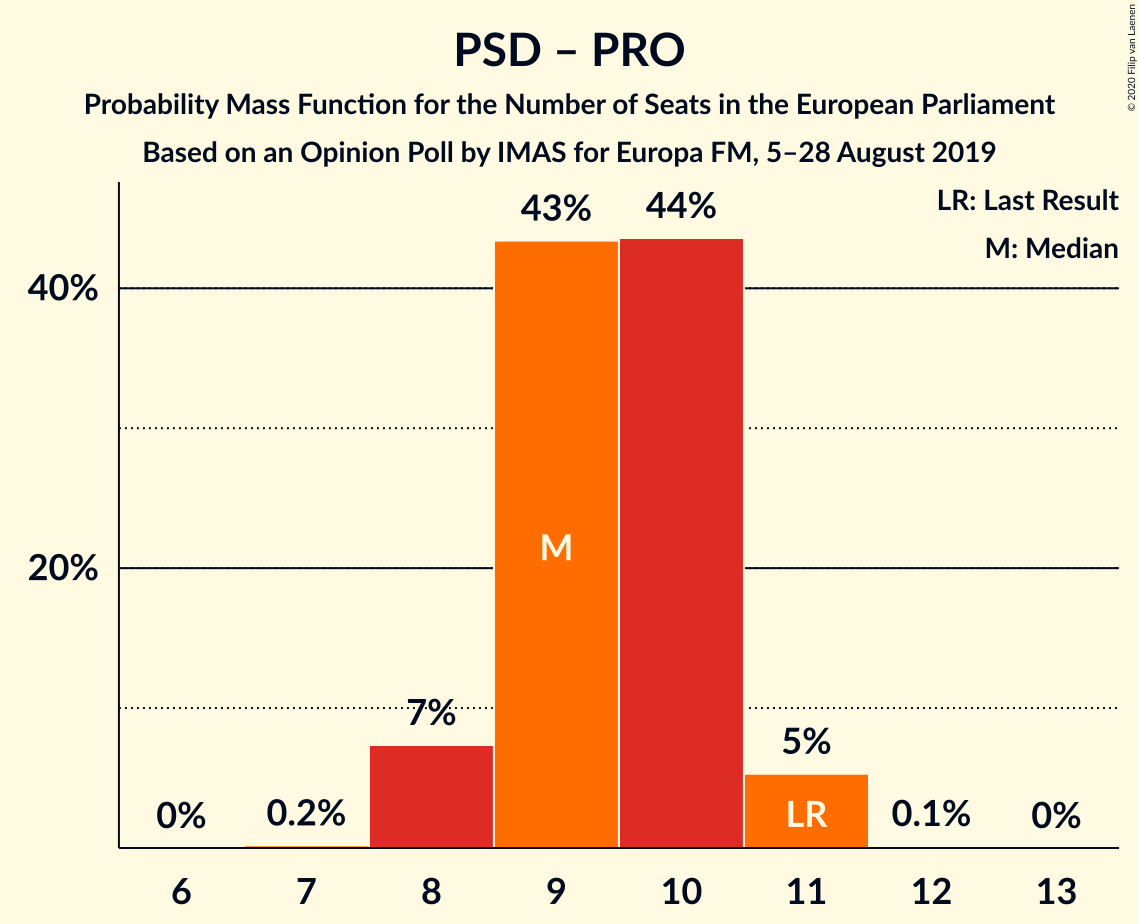 PSD – PRO
Probability Mass Function for the Number of Seats in the European Parliament
Based on an Opinion Poll by IMAS for Europa FM, 5–28 August 2019
© 2020 Filip van Laenen
LR: Last Result
M: Median
43%
44%
40%
M
20%
7%
5%
0%
0.2%
LR
0.1%
0%
6
7
8
9
10
11
12
13